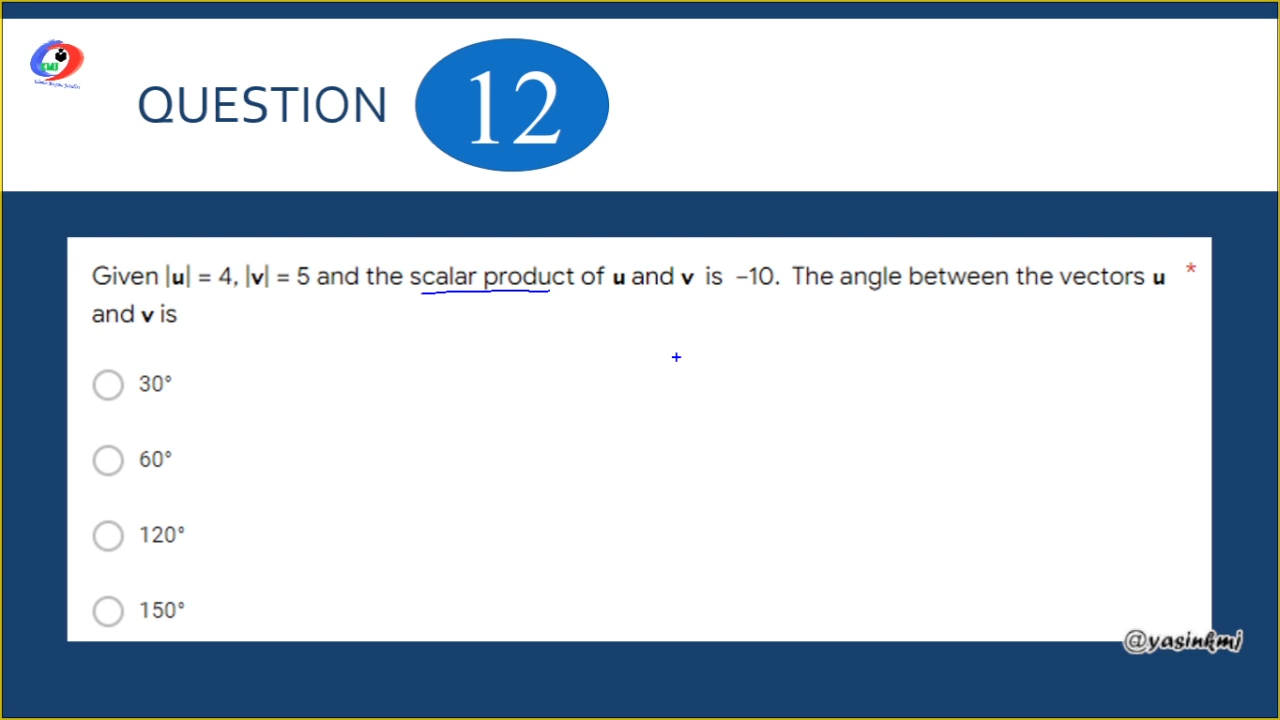 QUESTION 12
Given |u| = 4, |v| = 5 and the scalar product of u and v is −10. The angle between the vectors u *
and v is
30°
60°
120°
150°
@yasinkmj